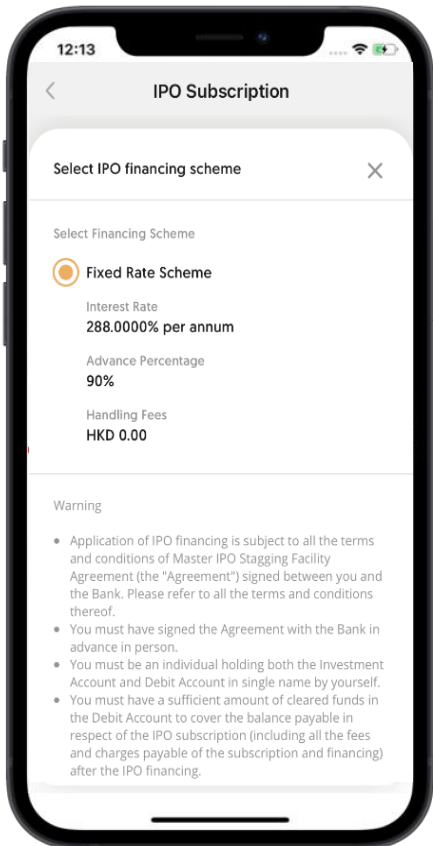 12:13
IPO Subscription
Select IPO financing scheme
Select Financing Scheme
Fixed Rate Scheme
Interest Rate
288.0000% per annum
Advance Percentage
90%
Handling Fees
HKD 0.00
Warning
Application of IPO financing is subject to all the terms
and conditions of Master IPO Stagging Facility
Agreement (the "Agreement") signed between you and
the Bank. Please refer to all the terms and conditions
thereof.
You must have signed the Agreement with the Bank in
advance in person.
You must be an individual holding both the Investment
Account and Debit Account in single name by yourself.
You must have a sufficient amount of cleared funds in
the Debit Account to cover the balance payable in
respect of the IPO subscription (including all the fees
and charges payable of the subscription and financing)
after the IPO financing.